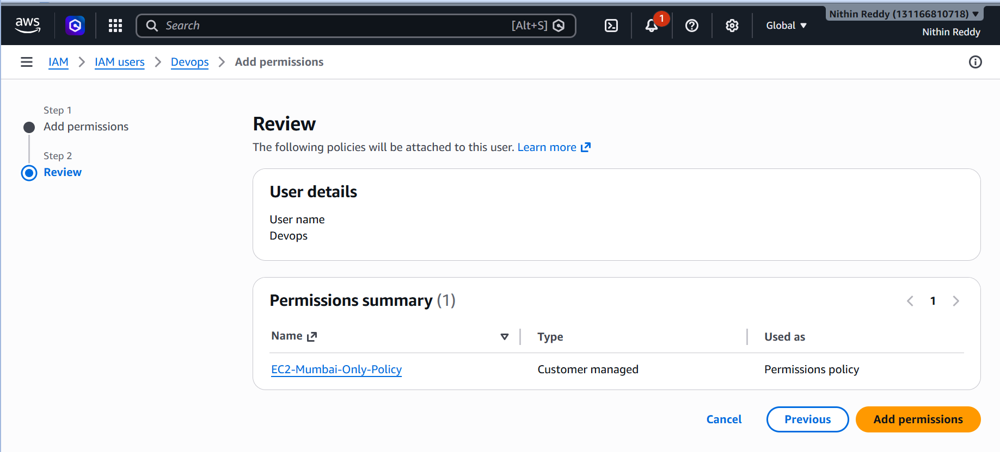 aws
Search [Alt+S]
1
Global
Nithin Reddy (131166810718)
Nithin Reddy
IAM IAM users Devops Add permissions
Step 1
Add permissions
Step 2
Review
Review
The following policies will be attached to this user. Learn more
User details
User name
Devops
Permissions summary (1)
1
Name Type Used as
EC2-Mumbai-Only-Policy Customer managed Permissions policy
Cancel Previous Add permissions